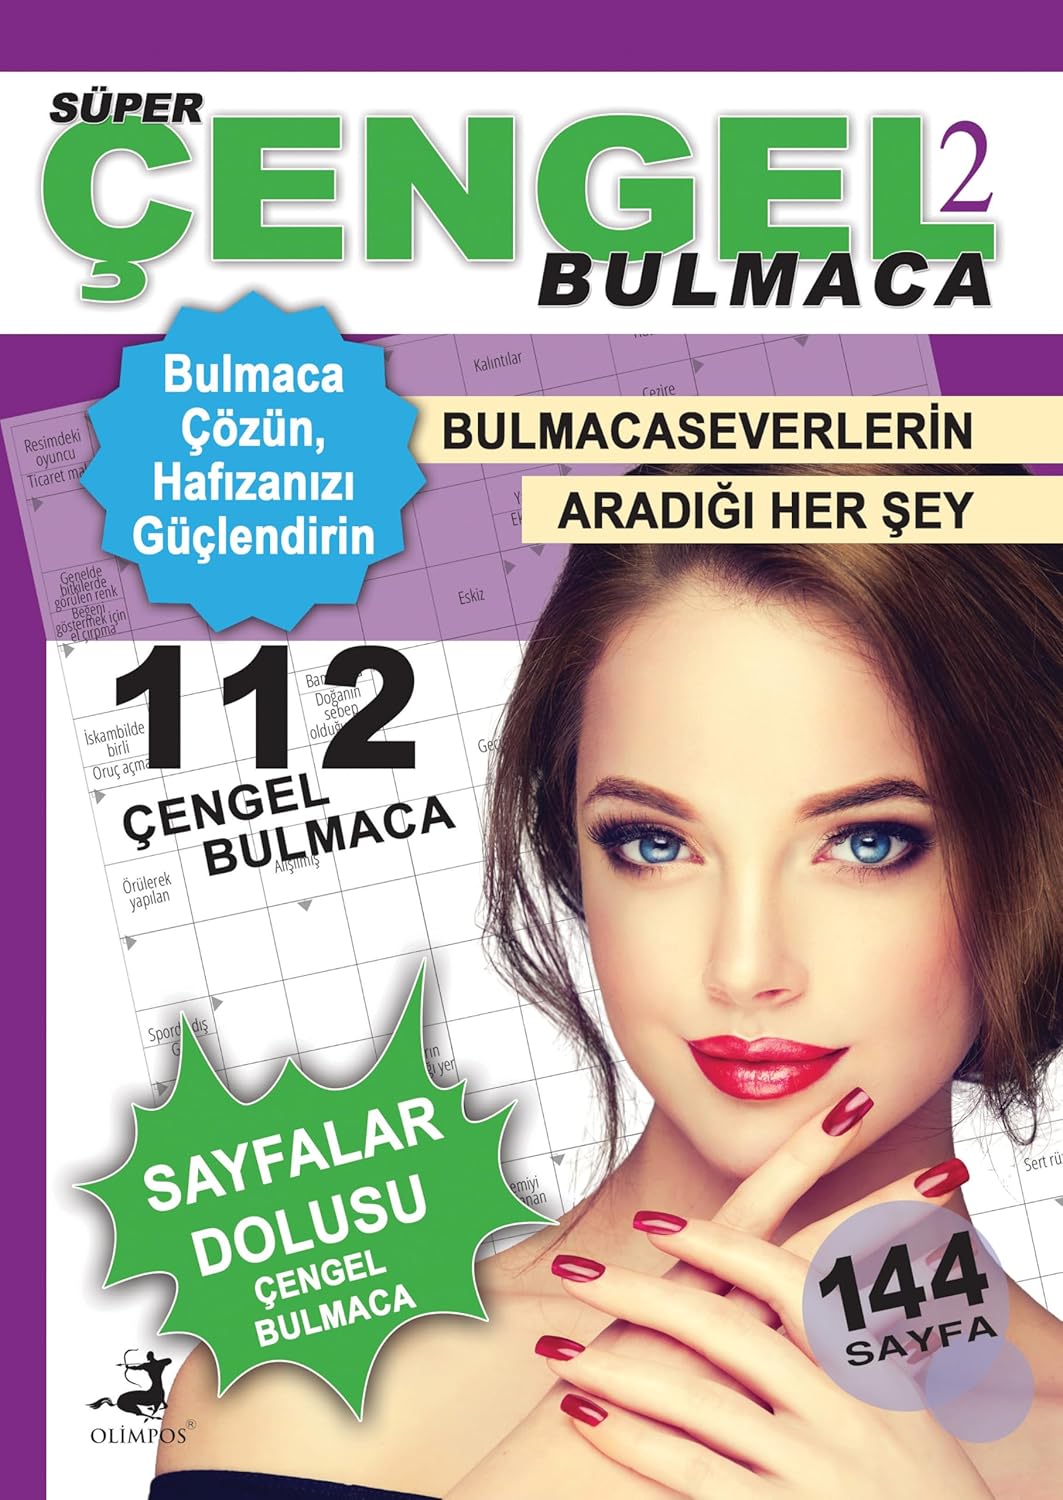 SÜPER
ÇENGEL 2
BULMACA
Bulmaca
Çözün,
Hafızanızı
Güçlendirin
BULMACASEVERLERİN
ARADIĞI HER ŞEY
Kalıntılar
Cezire
Resimdeki
oyuncu
Ticaret
Genelde
bitkilerde
görülen renk
Beğeni
göstermek için
el çırpma
Eskiz
112
ÇENGEL
BULMACA
Doğanın
sebep
İskambilde
birli
Oruç açma
Alışılmış
Örülerek
yapılan
SAYFALAR
DOLUSU
ÇENGEL
BULMACA
Sert
144
SAYFA
OLİMPOS®